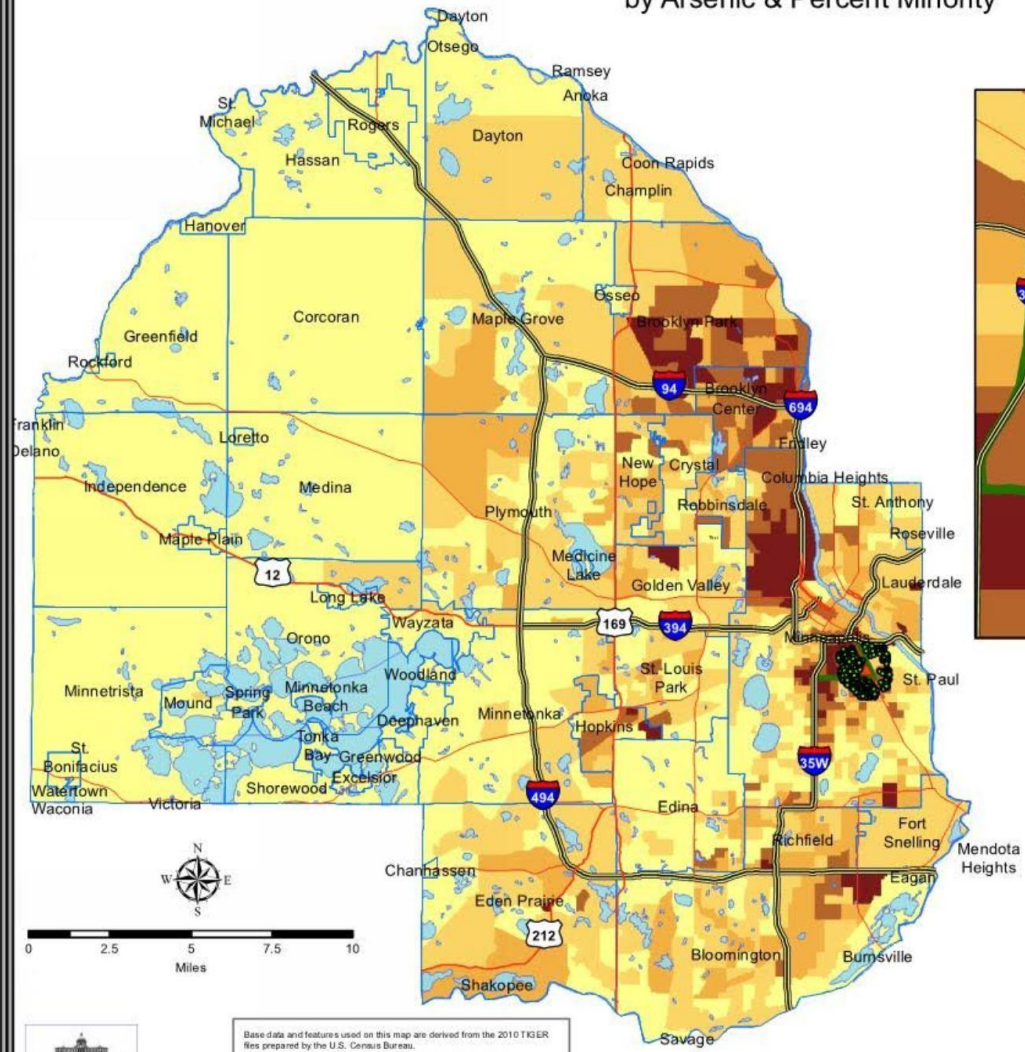 by Arsenic & Percent Minority
Dayton
Otsego
Ramsey
Anoka
St.
Michael
Rogers
Dayton
Hassan
Coon Rapids
Champlin
Hanover
Osseo
Corcoran
Maple Grove
Brooklyn Park
Greenfield
Rockford
94
Brooklyn
Center
694
Franklin
Delano
Loretto
Fridley
New
Hope
Crystal
Columbia Heights
Independence
Medina
Robbinsdale
St. Anthony
Plymouth
Roseville
Maple Plain
Medicine
Lake
12
Golden Valley
Lauderdale
Long Lake
Wayzata
169
394
Orono
Minneapolis
Woodland
St. Louis
Park
St. Paul
Minnetrista
Mound
Spring
Park
Minnetonka
Beach
Deephaven
Minnetonka
Hopkins
Tonka
Bay
Greenwood
St.
Bonifacius
35W
Excelsior
Shorewood
Watertown
Waconia
Victoria
494
Edina
Fort
Snelling
Richfield
Mendota
Heights
N
W
E
S
Chanhassen
Eagan
Eden Prairie
0
2.5
5
7.5
10
Miles
212
Bloomington
Burnsville
Shakopee
Savage
Base data and features used on this map are derived from the 2010 TIGER
files prepared by the U.S. Census Bureau.